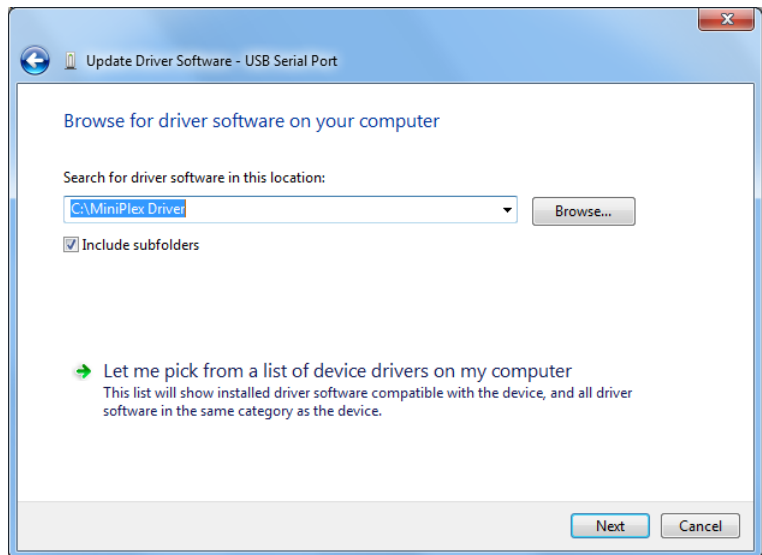 Update Driver Software - USB Serial Port
Browse for driver software on your computer
Search for driver software in this location:
C:\MiniPlex Driver
Browse...
Include subfolders
Let me pick from a list of device drivers on my computer
This list will show installed driver software compatible with the device, and all driver
software in the same category as the device.
Next
Cancel